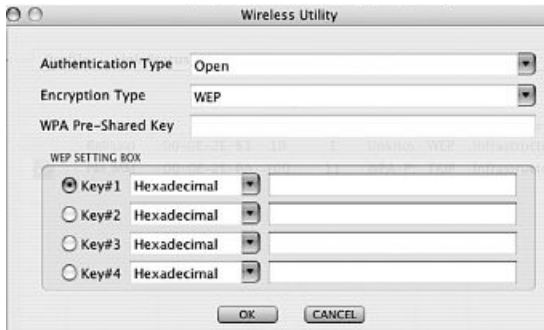 Wireless Utility
Authentication Type Open
Encryption Type WEP
WPA Pre-Shared Key
WEP SETTING BOX
Key#1 Hexadecimal
Key#2 Hexadecimal
Key#3 Hexadecimal
Key#4 Hexadecimal
OK CANCEL